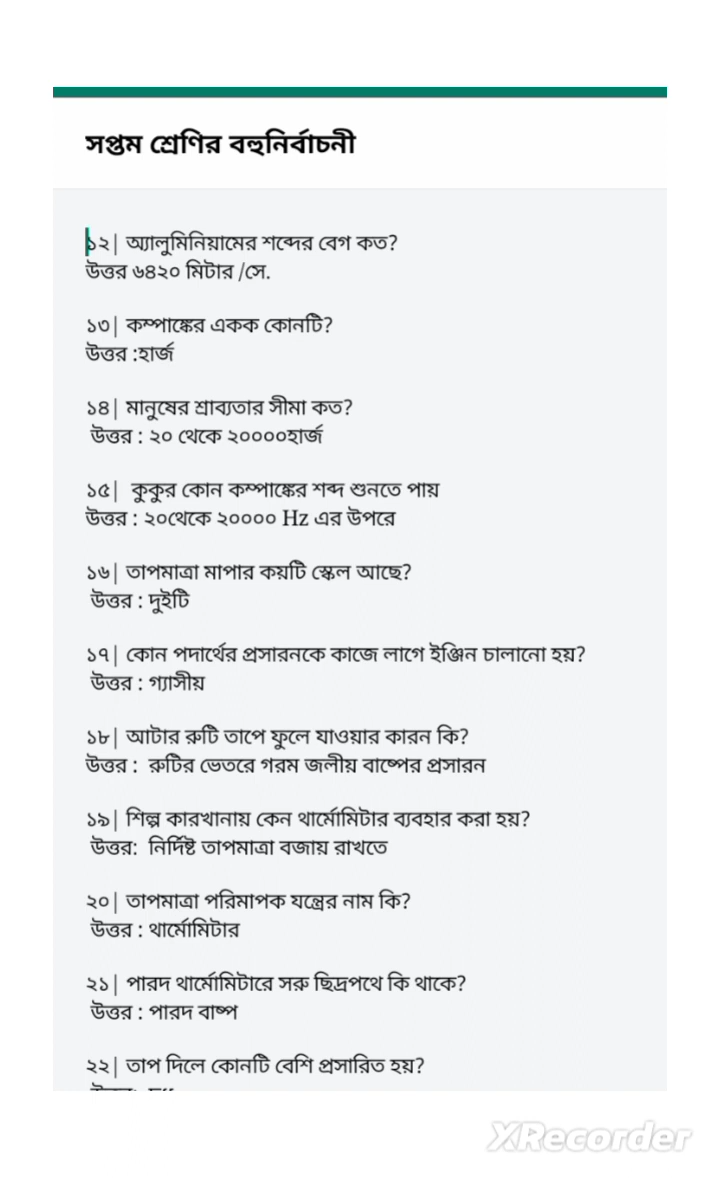 সপ্তম শ্রেণির বহুনির্বাচনী
১২| অ্যালুমিনিয়ামের শব্দের বেগ কত?
উত্তর ৬৪২০ মিটার /সে.
১৩| কম্পাঙ্কের একক কোনটি?
উত্তর :হার্জ
১৪| মানুষের শ্রাব্যতার সীমা কত?
উত্তর : ২০ থেকে ২০০০০হার্জ
১৫| কুকুর কোন কম্পাঙ্কের শব্দ শুনতে পায়
উত্তর : ২০থেকে ২০০০০ Hz এর উপরে
১৬| তাপমাত্রা মাপার কয়টি স্কেল আছে?
উত্তর : দুইটি
১৭| কোন পদার্থের প্রসারনকে কাজে লাগে ইঞ্জিন চালানো হয়?
উত্তর : গ্যাসীয়
১৮| আটার রুটি তাপে ফুলে যাওয়ার কারন কি?
উত্তর : রুটির ভেতরে গরম জলীয় বাষ্পের প্রসারন
১৯| শিল্প কারখানায় কেন থার্মোমিটার ব্যবহার করা হয়?
উত্তর: নির্দিষ্ট তাপমাত্রা বজায় রাখতে
২০| তাপমাত্রা পরিমাপক যন্ত্রের নাম কি?
উত্তর : থার্মোমিটার
২১| পারদ থার্মোমিটারে সরু ছিদ্রপথে কি থাকে?
উত্তর : পারদ বাষ্প
২২| তাপ দিলে কোনটি বেশি প্রসারিত হয়?
XRecorder